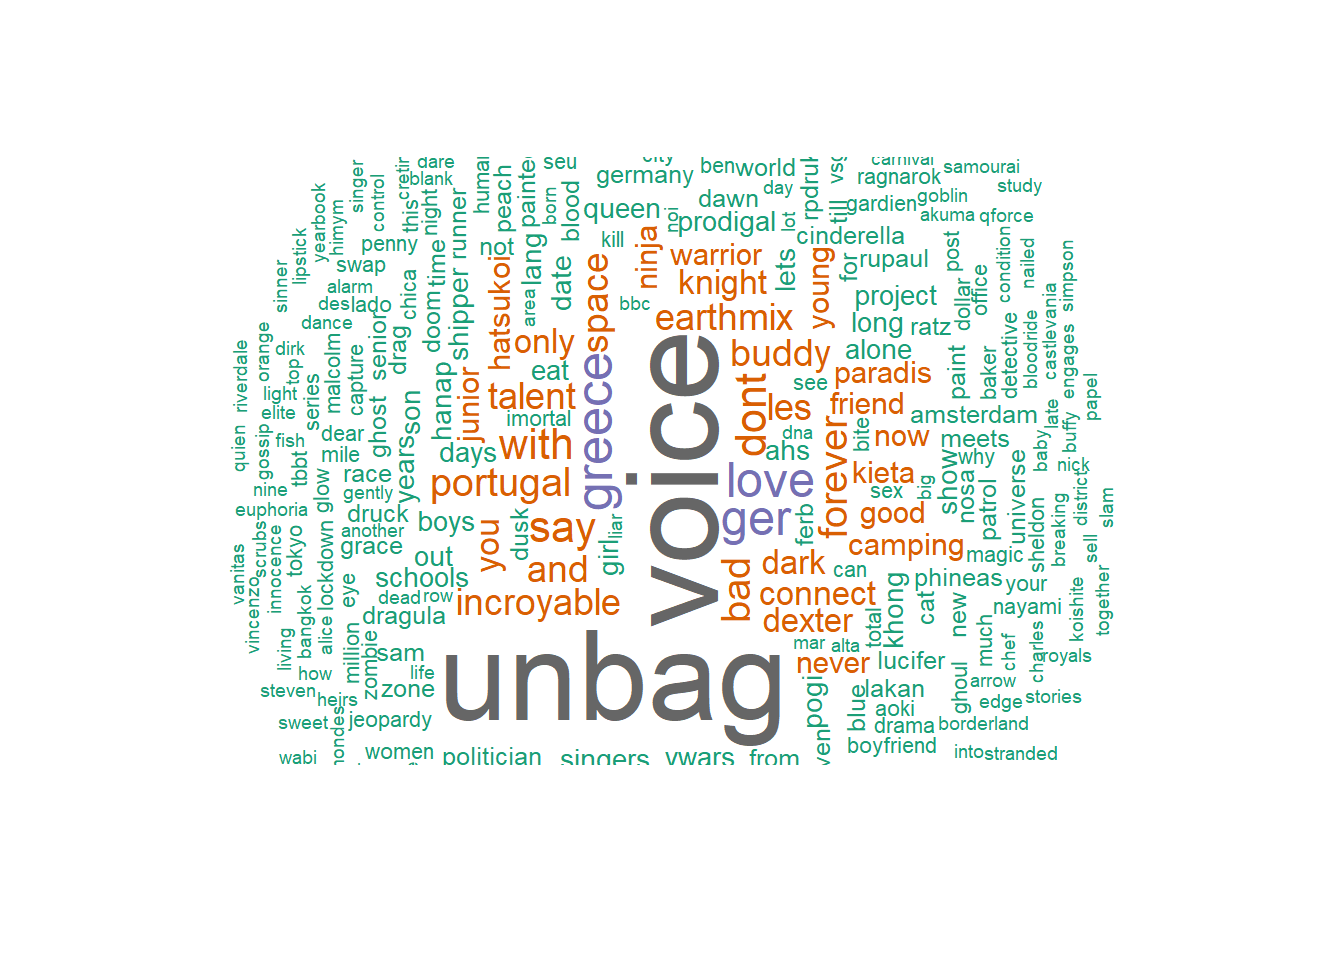 voice
unbag
greece
love
ger
portugal
with
say
and
incroyable
talent
only
space
hatsukoi
junior
you
ninja
warrior
knight
earthmix
young
buddy
dont
les
paradis
friend
forever
now
kieta
good
camping
bad
dark
connect
dexter
never
singer
cretir
dare
blank
human
peach
painte
seu
born
blood
germany
city
ben
world
day
dawn
queen
prodigal
noi
lot
kill
rpdruk
vsg
till
carnival
ragnarok
samourai
goblin
study
gardien
akuma
qforce
cinderella
lets
for
rupaul
post
condition
nailed
office
dollar
project
long
ratz
alone
bbc
yearbook
himym
control
this
night
lipstick
penny
not
runner
shipper
time
doom
lang
area
date
sinner
swap
alarm
chica
deslado
dance
drag
senior
malcolm
orange
dirk
riverdale
top
light
series
capture
elite
ghost
son
hanap
eat
imortal
see
dna
ahs
bite
amsterdam
meets
paint
baker
detective
bloodride
castlevania
engages
simpson
papel
late
buffy
baby
nick
why
show
nosa
patrol
universe
sex
big
district
slam
breaking
sell
sheldon
quien
gossip
fish
tbbt
dear
mile
nine
glow
race
gently
years
days
euphoria
druck
another
boys
dusk
girl
liar
ferb
can
magic
phineas
your
khong
cat
new
nayami
total
koishite
together
scrubs
tokyo
grace
eye
lockdown
vanitas
innocence
out
schools
dead
row
dragula
vincenzo
bangkok
alice
living
million
zombie
sam
life
how
steven
heirs
zone
mar
alta
lucifer
much
chef
charles
royals
ghoul
arrow
edge
stories
lakan
blue
pogi
aoki
drama
borderland
sweet
mondes
jeopardy
wabi
women
politician
singers
vwars
from
ven
boyfriend
into
stranded